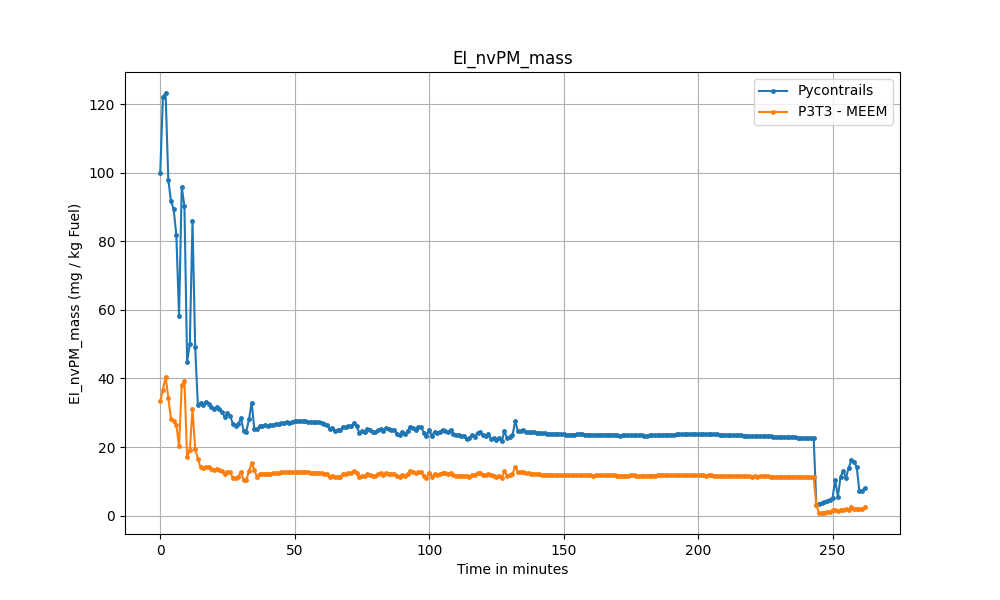 EI_nvPM_mass
Pycontrails
P3T3 - MEEM
EI_nvPM_mass (mg / kg Fuel)
120
100
80
60
40
20
0
0 50 100 150 200 250
Time in minutes